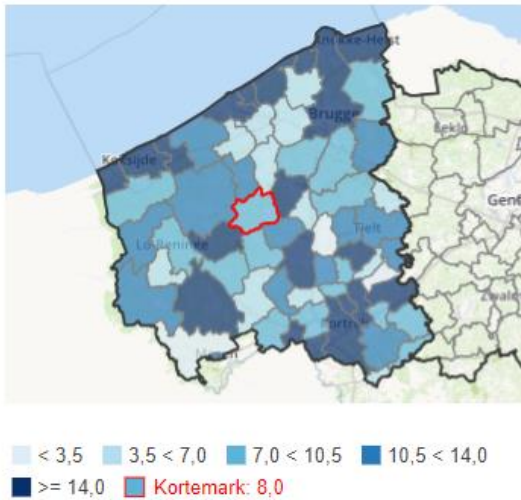 Knokke-Heist
Brugge
Eeklo
Koksijde
Gent
Tielt
Lo-Reninge
Zwalm
Kortrijk
< 3,5 3,5 < 7,0 7,0 < 10,5 10,5 < 14,0
>= 14,0 Kortemark: 8,0